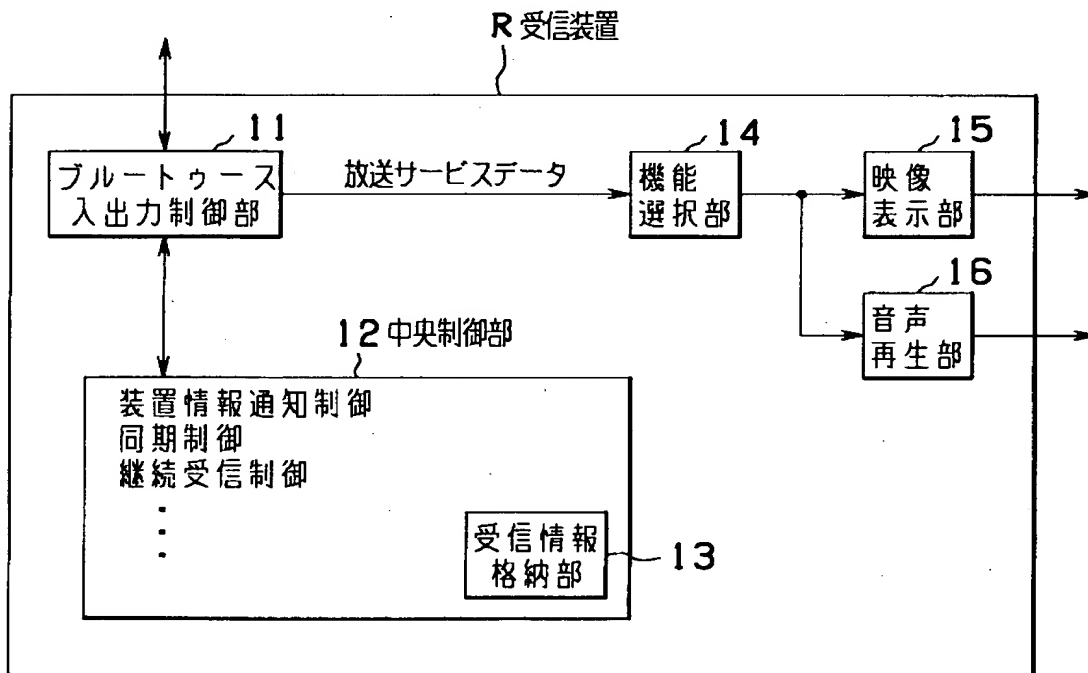 R 受信装置
11
ブルートゥース
入出力制御部
放送サービスデータ
14
機能
選択部
15
映像
表示部
16
音声
再生部
12 中央制御部
装置情報通知制御
同期制御
継続受信制御
・
・
・
受信情報
格納部
13